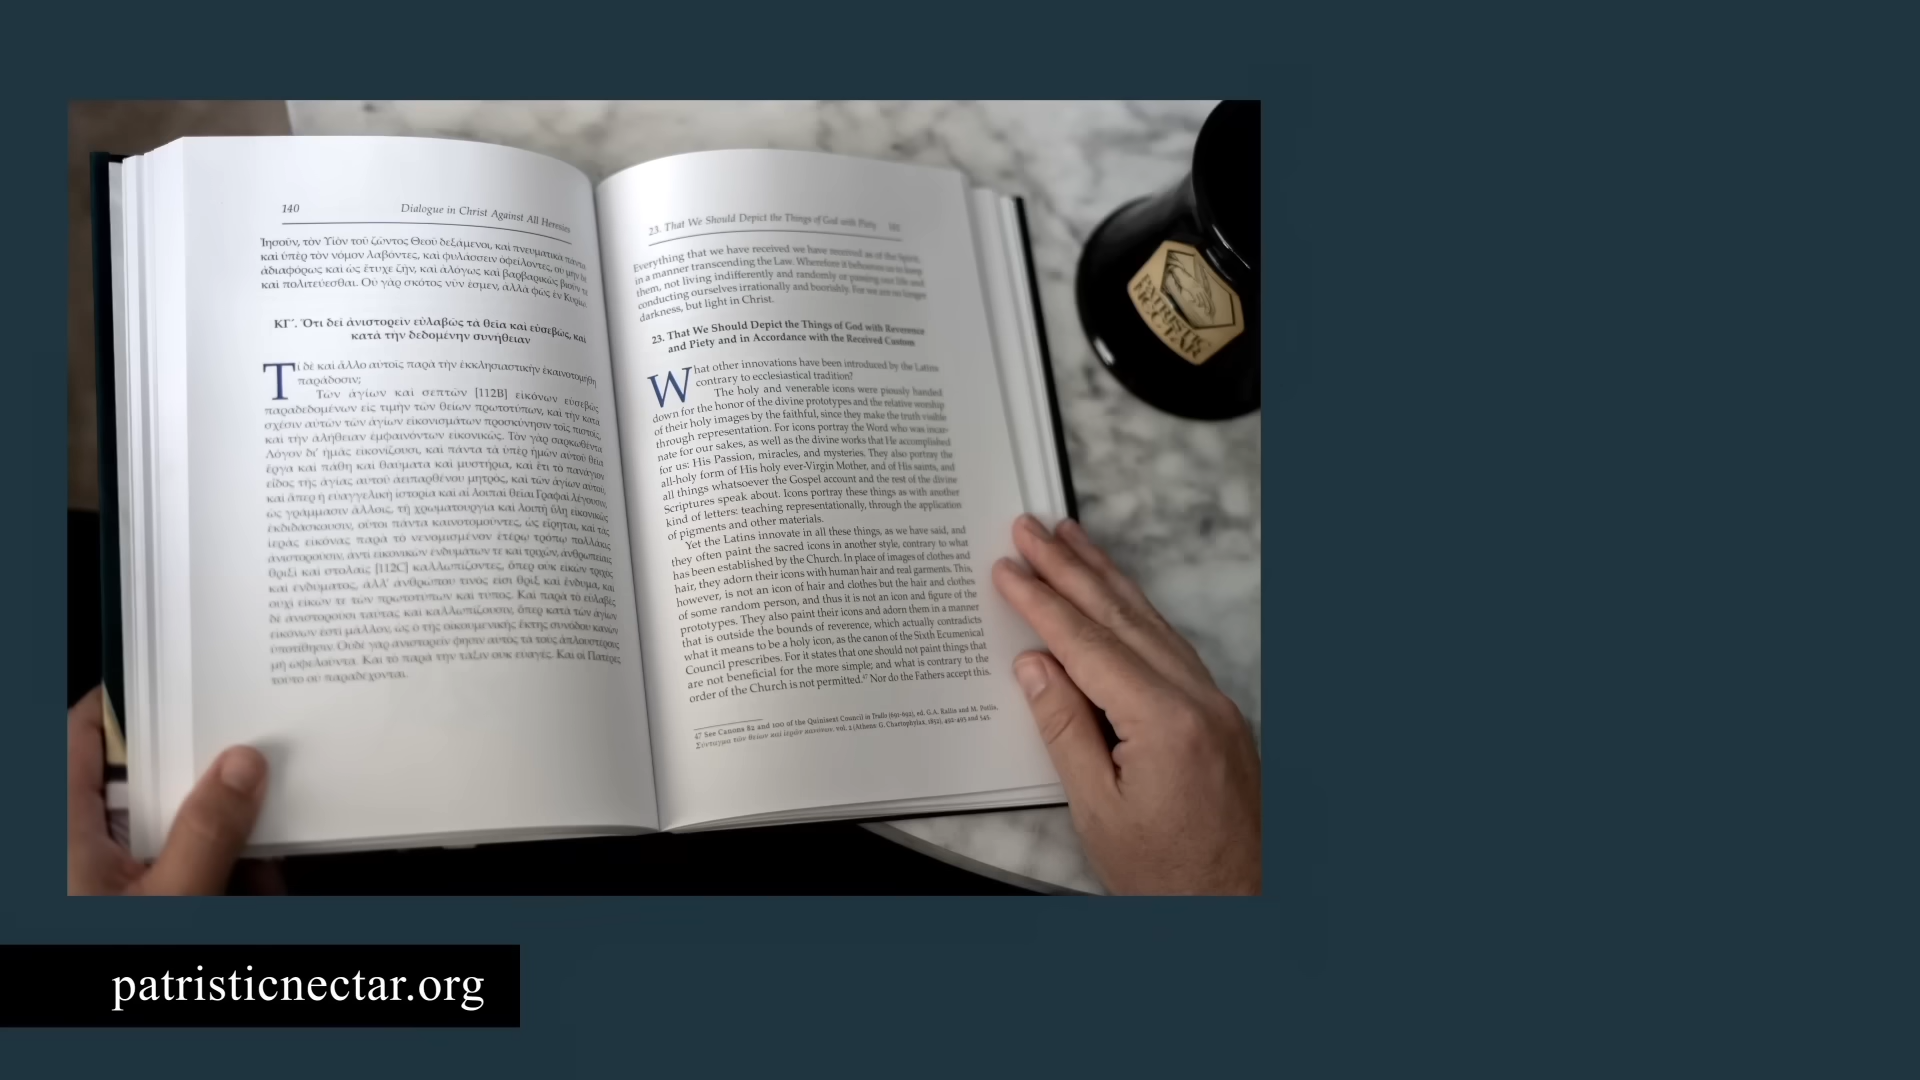 140 Dialogue in Christ Against All Heresies
Ἰησοῦν, τὸν Υἱὸν τοῦ ζῶντος Θεοῦ δεξάμενοι, καὶ πνευματικὰ πάντα
καὶ ὑπὲρ τὸν νόμον λαβόντες, καὶ φυλάσσειν ὀφείλοντες, οὐ μὴν δὲ
ἀδιαφόρως καὶ ὡς ἔτυχε ζῆν, καὶ ἀλόγως καὶ βαρβαρικῶς
καὶ πολιτεύεσθαι. Οὐ γὰρ σκότος νῦν ἐσμεν, ἀλλὰ φῶς ἐν Κυρίῳ.
ΚΓ΄. Ὅτι δεῖ ἀνιστορεῖν εὐλαβῶς τὰ θεῖα καὶ εὐσεβῶς, καὶ
κατὰ τὴν δεδομένην συνήθειαν
Τί δὲ καὶ ἄλλο αὐτοῖς παρὰ τὴν ἐκκλησιαστικὴν ἐκαινοτομήθη
παράδοσιν;
Τῶν ἁγίων καὶ σεπτῶν [112B] εἰκόνων εὐσεβῶς
παραδεδομένων εἰς τιμὴν τῶν θείων πρωτοτύπων, καὶ τὴν κατὰ
σχέσιν αὐτῶν τῶν ἁγίων εἰκονισμάτων προσκύνησιν τοῖς πιστοῖς,
καὶ τὴν ἀλήθειαν ἐμφαινόντων εἰκονικῶς. Τὸν γὰρ σαρκωθέντα
Λόγον δι’ ἡμᾶς εἰκονίζουσι, καὶ πάντα τὰ ὑπὲρ ἡμῶν αὐτοῦ θεῖα
ἔργα καὶ πάθη καὶ θαύματα καὶ μυστήρια, καὶ ἔτι τὸ πανάγιον
εἶδος τῆς ἁγίας αὐτοῦ ἀειπαρθένου μητρός, καὶ τῶν ἁγίων αὐτοῦ,
καὶ ἅπερ ἡ εὐαγγελικὴ ἱστορία καὶ αἱ λοιπαὶ θεῖαι Γραφαὶ λέγουσιν,
ὡς γράμμασιν ἄλλοις, τῇ χρωματουργίᾳ καὶ λοιπῇ ὕλῃ εἰκονικῶς
ἐκδιδάσκουσιν, οὗτοι πάντα καινοτομοῦντες, ὡς εἴρηται, καὶ τὰς
ἱερὰς εἰκόνας παρὰ τὸ νενομισμένον ἑτέρῳ τρόπῳ πολλάκις
ἀνιστοροῦσιν, ἀντὶ εἰκονικῶν ἐνδυμάτων τε καὶ τριχῶν, ἀνθρωπείαις
θριξὶ καὶ στολαῖς [112C] καλλωπίζοντες, ὅπερ οὐκ εἰκὼν τριχὸς
καὶ ἐνδύματος, ἀλλ’ ἀνθρώπου τινός εἰσι θρὶξ καὶ ἔνδυμα, καὶ
οὐχὶ εἰκών τε τῶν πρωτοτύπων καὶ τύπος. Καὶ παρὰ τὸ εὐλαβὲς
δὲ ἀνιστοροῦσι ταύτας καὶ καλλωπίζουσιν, ὅπερ κατὰ τῶν ἁγίων
εἰκόνων ἐστὶ μᾶλλον, ὡς ὁ τῆς οἰκουμενικῆς ἕκτης συνόδου κανὼν
ὑποτίθησιν. Οὐδὲ γὰρ ἀνιστορεῖν φησιν αὐτὸς τὰ τοὺς ἁπλουστέρους
μὴ ὠφελοῦντα. Καὶ τὸ παρὰ τὴν τάξιν οὐκ εὐαγές. Καὶ οἱ Πατέρες
τοῦτο οὐ παραδέχονται.
23. That We Should Depict the Things of God with Piety
Everything that we have received we have received as of the Spirit,
in a manner transcending the Law. Wherefore it behooves us to keep
them, not living indifferently and randomly or passing our life and
conducting ourselves irrationally and boorishly. For we are no longer
darkness, but light in Christ.
23. That We Should Depict the Things of God with Reverence
and Piety and in Accordance with the Received Custom
What other innovations have been introduced by the Latins
contrary to ecclesiastical tradition?
The holy and venerable icons were piously handed
down for the honor of the divine prototypes and the relative worship
of their holy images by the faithful, since they make the truth visible
through representation. For icons portray the Word who was incar-
nate for our sakes, as well as the divine works that He accomplished
for us: His Passion, miracles, and mysteries. They also portray the
all-holy form of His holy ever-Virgin Mother, and of His saints, and
all things whatsoever the Gospel account and the rest of the divine
Scriptures speak about. Icons portray these things as with another
kind of letters: teaching representationally, through the application
of pigments and other materials.
Yet the Latins innovate in all these things, as we have said, and
they often paint the sacred icons in another style, contrary to what
has been established by the Church. In place of images of clothes and
hair, they adorn their icons with human hair and real garments. This,
however, is not an icon of hair and clothes but the hair and clothes
of some random person, and thus it is not an icon and figure of the
prototypes. They also paint their icons and adorn them in a manner
that is outside the bounds of reverence, which actually contradicts
what it means to be a holy icon, as the canon of the Sixth Ecumenical
Council prescribes. For it states that one should not paint things that
are not beneficial for the more simple; and what is contrary to the
order of the Church is not permitted.47 Nor do the Fathers accept this.
47 See Canons 82 and 100 of the Quinisext Council in Trullo (691-692), ed. G.A. Rallis and M. Potlis,
Σύνταγμα τῶν θείων καὶ ἱερῶν κανόνων, vol. 2 (Athens: G. Chartophylax, 1852), 492-493 and 545.
PATRISTIC
NECTAR
patristicnectar.org